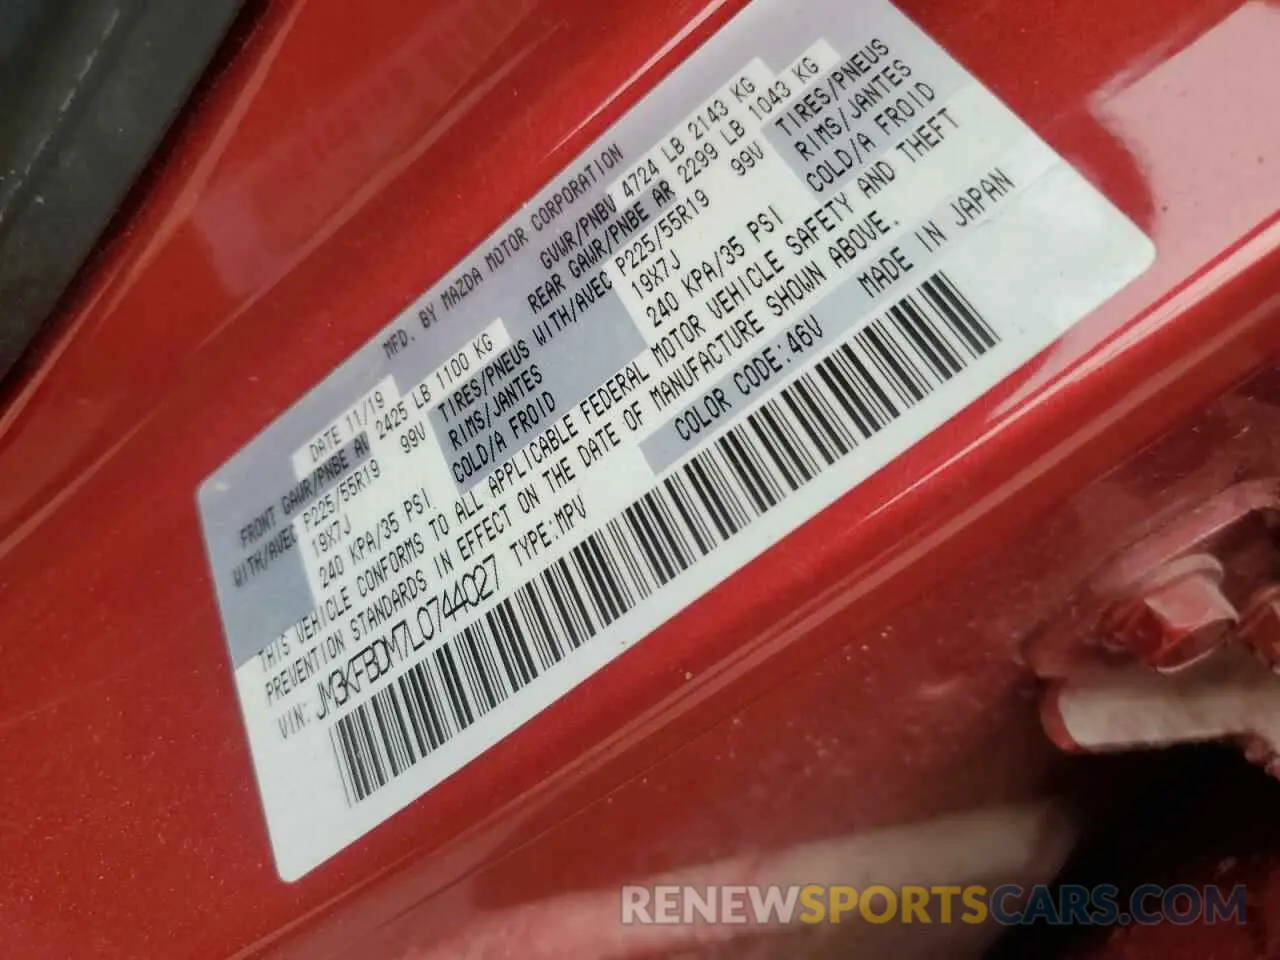 MFD. BY MAZDA MOTOR CORPORATION
DATE 11/19 GVWR/PNBV 4724 LB 2143 KG
FRONT GAWR/PNBE AV 2425 LB 1100 KG REAR GAWR/PNBE AR 2299 LB 1043 KG
WITH/AVEC P225/55R19 99V TIRES/PNEUS WITH/AVEC P225/55R19 99V TIRES/PNEUS
19X7J RIMS/JANTES 19X7J RIMS/JANTES
240 KPA/35 PSI COLD/A FROID 240 KPA/35 PSI COLD/A FROID
THIS VEHICLE CONFORMS TO ALL APPLICABLE FEDERAL MOTOR VEHICLE SAFETY AND THEFT
PREVENTION STANDARDS IN EFFECT ON THE DATE OF MANUFACTURE SHOWN ABOVE.
VIN: JM3KFBDM7L0744027 TYPE:MPV COLOR CODE:46V MADE IN JAPAN
RENEWSPORTSCARS.COM